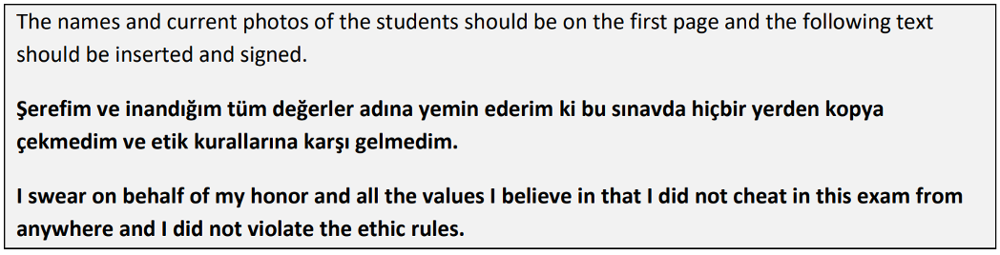 The names and current photos of the students should be on the first page and the following text
should be inserted and signed.
Şerefim ve inandığım tüm değerler adına yemin ederim ki bu sınavda hiçbir yerden kopya
çekmedim ve etik kurallarına karşı gelmedim.
I swear on behalf of my honor and all the values I believe in that I did not cheat in this exam from
anywhere and I did not violate the ethic rules.